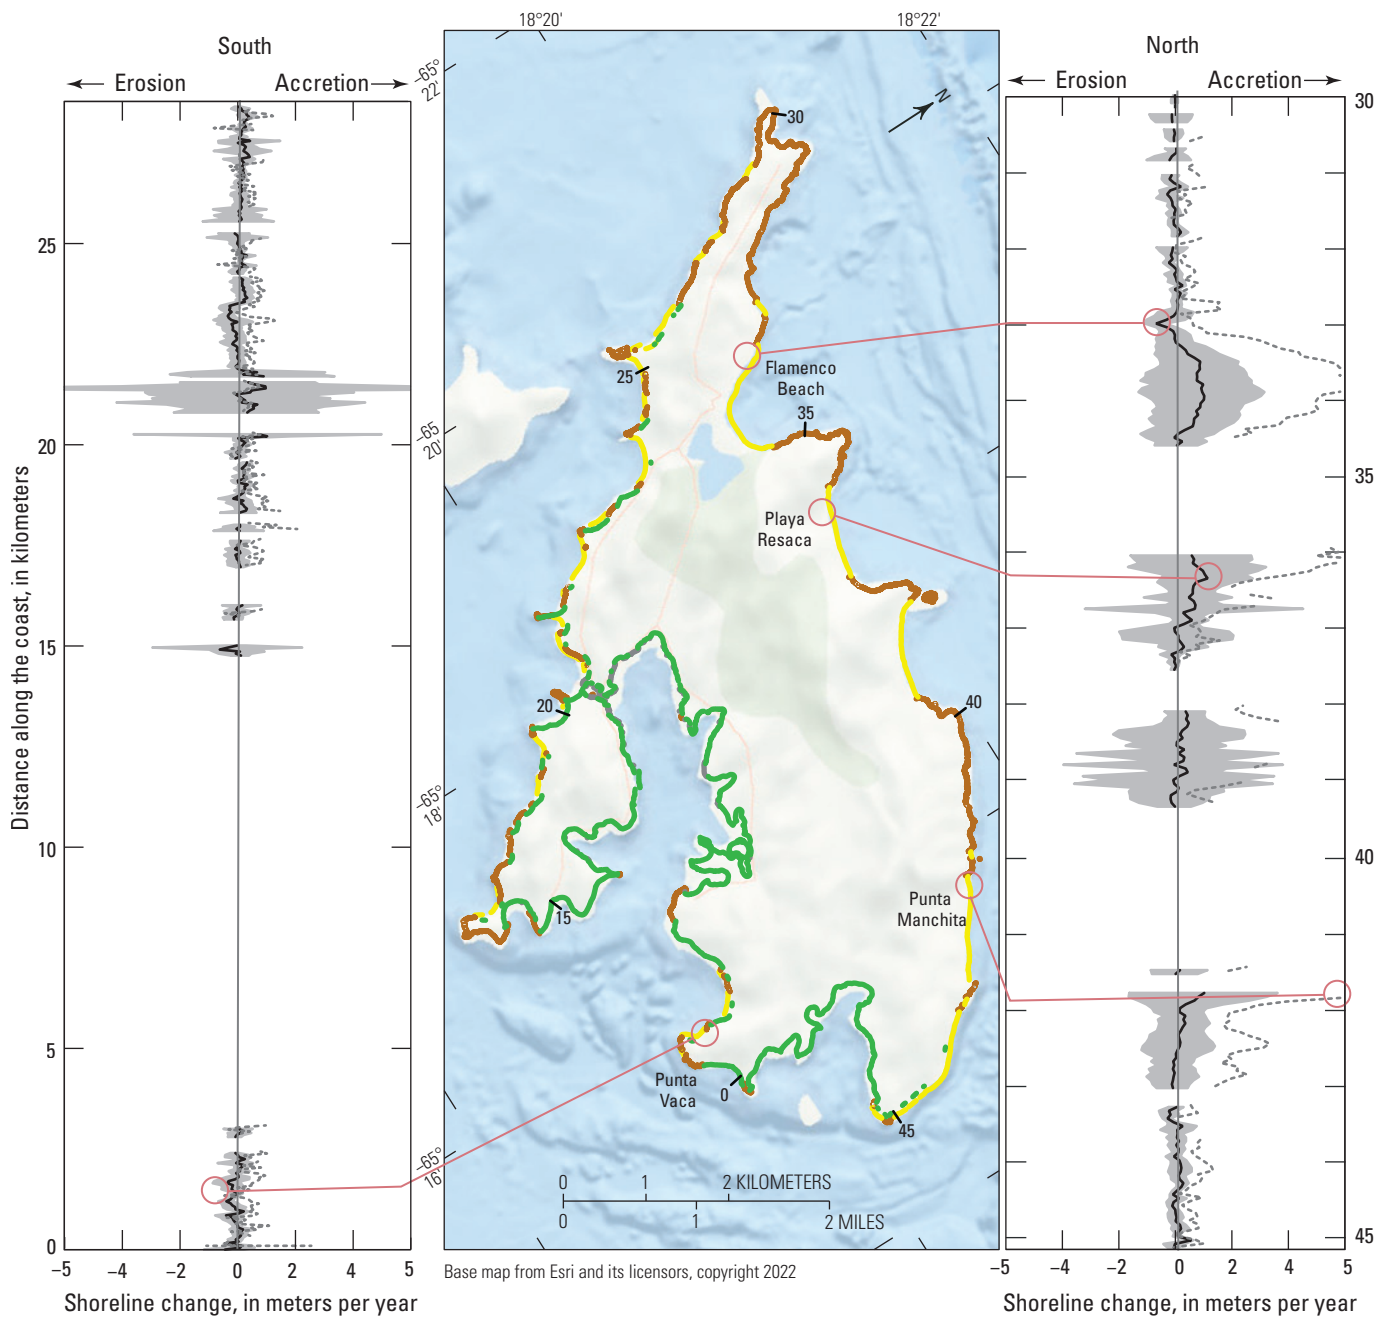 18°20'
18°22'
South
North
Erosion
Accretion
Erosion
Accretion
−65°
22'
N
30
30
25
Flamenco
Beach
25
35
−65
20'
20
35
Playa
Resaca
Distance along the coast, in kilometers
15
20
40
−65°
18'
10
40
Punta
Manchita
15
5
Punta
Vaca
0
45
−65°
16'
0
1
2 KILOMETERS
0
1
2 MILES
0
45
−5
−4
−2
0
2
4
5
Base map from Esri and its licensors, copyright 2022
−5
−4
−2
0
2
4
5
Shoreline change, in meters per year
Shoreline change, in meters per year